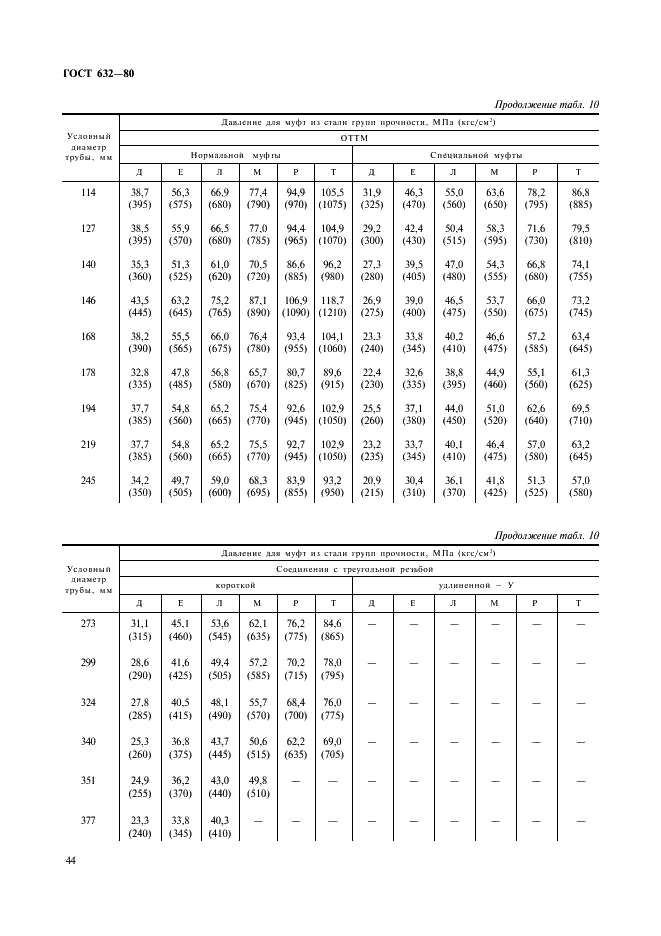 ГОСТ 632—80
Продолжение табл. 10
Условный диаметр трубы, мм
Давление для муфт из стали групп прочности, МПа (кгс/см²)
ОТТМ
Нормальной муфты Специальной муфты
Д Е Л М Р Т Д Е Л М Р Т
114 38,7 56,3 66,9 77,4 94,9 105,5 31,9 46,3 55,0 63,6 78,2 86,8
(395) (575) (680) (790) (970) (1075) (325) (470) (560) (650) (795) (885)
127 38,5 55,9 66,5 77,0 94,4 104,9 29,2 42,4 50,4 58,3 71,6 79,5
(395) (570) (680) (785) (965) (1070) (300) (430) (515) (595) (730) (810)
140 35,3 51,3 61,0 70,5 86,6 96,2 27,3 39,5 47,0 54,3 66,8 74,1
(360) (525) (620) (720) (885) (980) (280) (405) (480) (555) (680) (755)
146 43,5 63,2 75,2 87,1 106,9 118,7 26,9 39,0 46,5 53,7 66,0 73,2
(445) (645) (765) (890) (1090) (1210) (275) (400) (475) (550) (675) (745)
168 38,2 55,5 66,0 76,4 93,4 104,1 23,3 33,8 40,2 46,6 57,2 63,4
(390) (565) (675) (780) (955) (1060) (240) (345) (410) (475) (585) (645)
178 32,8 47,8 56,8 65,7 80,7 89,6 22,4 32,6 38,8 44,9 55,1 61,3
(335) (485) (580) (670) (825) (915) (230) (335) (395) (460) (560) (625)
194 37,7 54,8 65,2 75,4 92,6 102,9 25,5 37,1 44,0 51,0 62,6 69,5
(385) (560) (665) (770) (945) (1050) (260) (380) (450) (520) (640) (710)
219 37,7 54,8 65,2 75,5 92,7 102,9 23,2 33,7 40,1 46,4 57,0 63,2
(385) (560) (665) (770) (945) (1050) (235) (345) (410) (475) (580) (645)
245 34,2 49,7 59,0 68,3 83,9 93,2 20,9 30,4 36,1 41,8 51,3 57,0
(350) (505) (600) (695) (855) (950) (215) (310) (370) (425) (525) (580)
Продолжение табл. 10
Условный диаметр трубы, мм
Давление для муфт из стали групп прочности, МПа (кгс/см²)
Соединения с треугольной резьбой
короткой удлиненной – У
Д Е Л М Р Т Д Е Л М Р Т
273 31,1 45,1 53,6 62,1 76,2 84,6 — — — — — —
(315) (460) (545) (635) (775) (865)
299 28,6 41,6 49,4 57,2 70,2 78,0 — — — — — —
(290) (425) (505) (585) (715) (795)
324 27,8 40,5 48,1 55,7 68,4 76,0 — — — — — —
(285) (415) (490) (570) (700) (775)
340 25,3 36,8 43,7 50,6 62,2 69,0 — — — — — —
(260) (375) (445) (515) (635) (705)
351 24,9 36,2 43,0 49,8 — — — — — — — —
(255) (370) (440) (510)
377 23,3 33,8 40,3 — — — — — — — — —
(240) (345) (410)
44